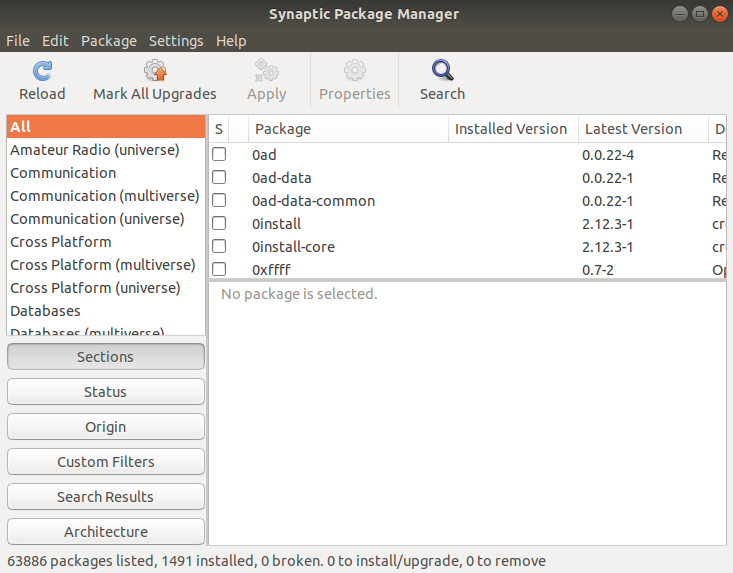 Synaptic Package Manager
File Edit Package Settings Help
Reload Mark All Upgrades Apply Properties Search
All
Amateur Radio (universe)
Communication
Communication (multiverse)
Communication (universe)
Cross Platform
Cross Platform (multiverse)
Cross Platform (universe)
Databases
Databases (multiverse)
Sections
Status
Origin
Custom Filters
Search Results
Architecture
S Package Installed Version Latest Version D
0ad 0.0.22-4 Re
0ad-data 0.0.22-1 Re
0ad-data-common 0.0.22-1 Re
0install 2.12.3-1 cr
0install-core 2.12.3-1 cr
0xffff 0.7-2 Op
No package is selected.
63886 packages listed, 1491 installed, 0 broken. 0 to install/upgrade, 0 to remove